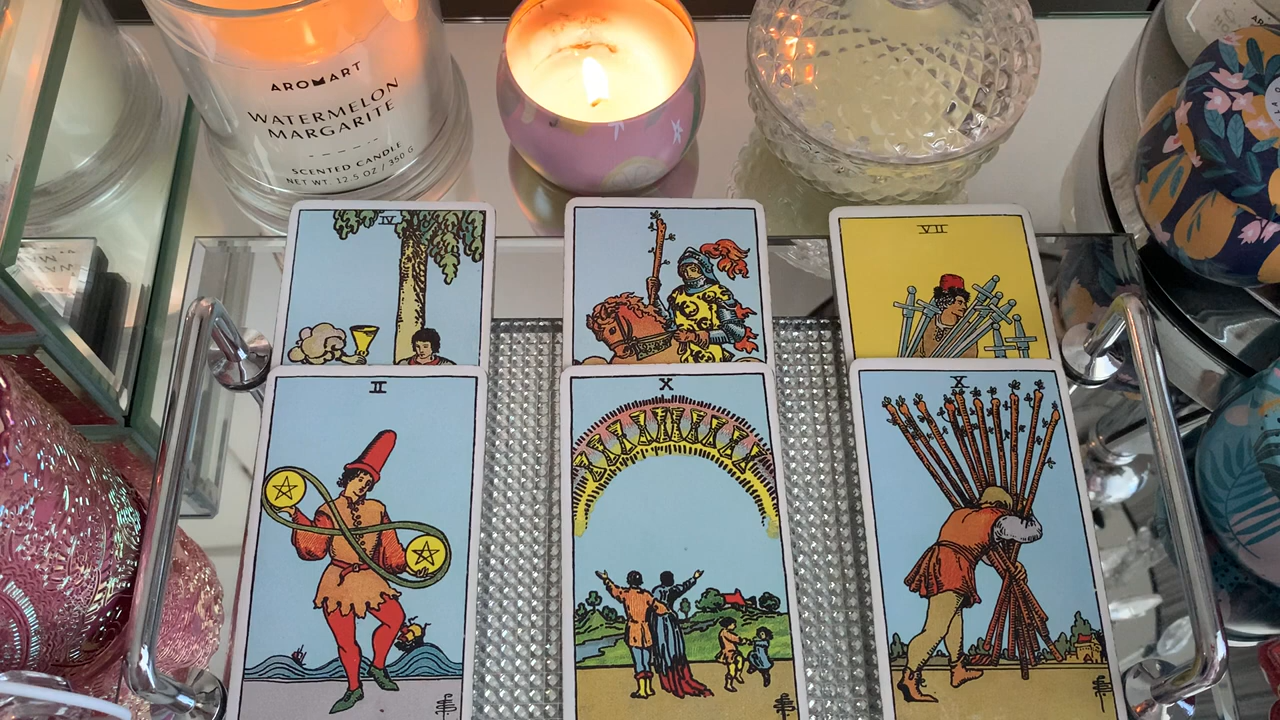 AROMART
WATERMELON
MARGARITE
SCENTED CANDLE
NET WT. 12.5 OZ / 350 G
IV
VII
II
X
X